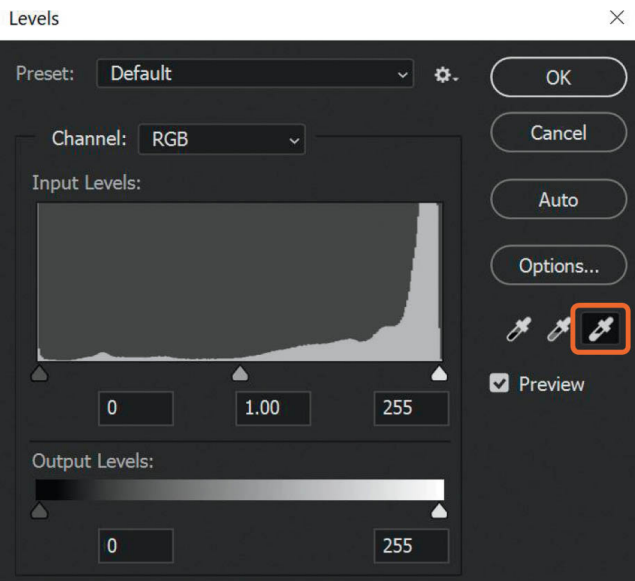 Levels
Preset: Default
OK
Channel: RGB
Cancel
Input Levels:
Auto
Options...
Preview
0 1.00 255
Output Levels:
0 255